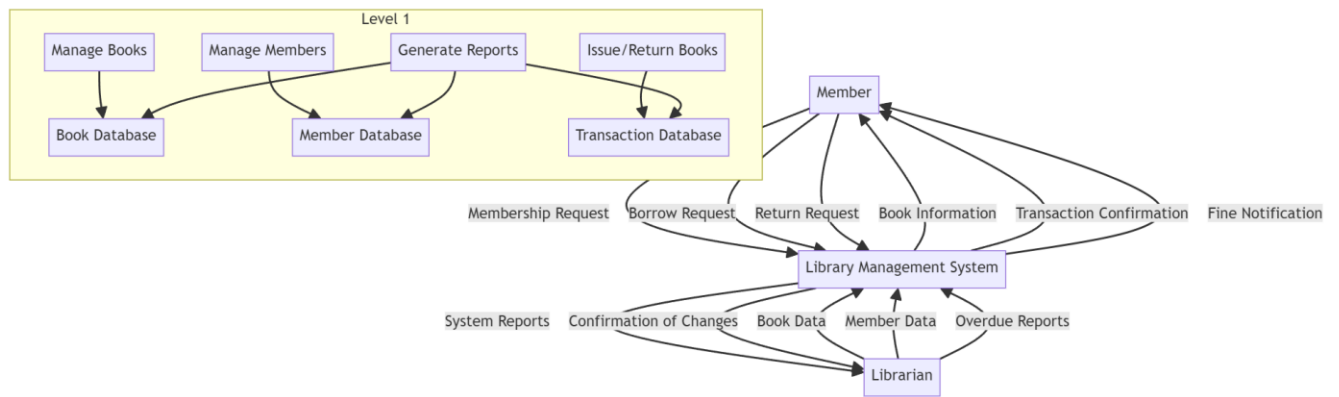 Level 1
Manage Books
Manage Members
Generate Reports
Issue/Return Books
Member
Book Database
Member Database
Transaction Database
Membership Request
Borrow Request
Return Request
Book Information
Transaction Confirmation
Fine Notification
Library Management System
System Reports
Confirmation of Changes
Book Data
Member Data
Overdue Reports
Librarian